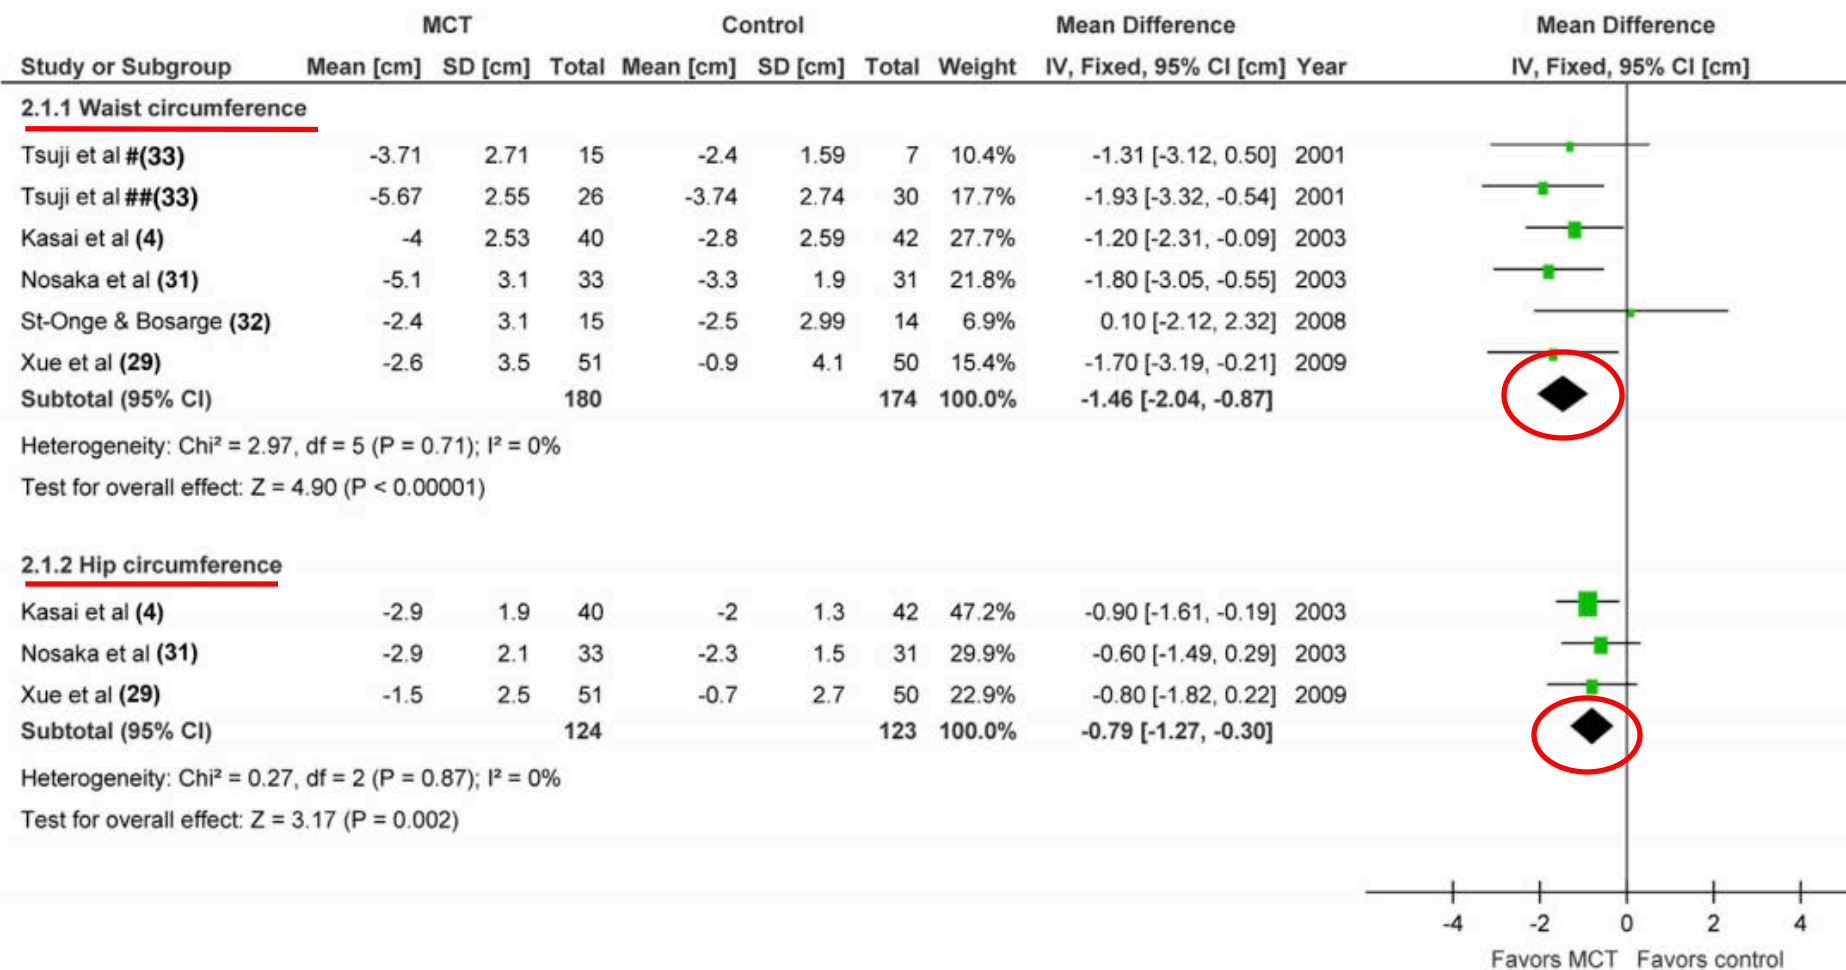 MCT Control Mean Difference Mean Difference
Study or Subgroup Mean [cm] SD [cm] Total Mean [cm] SD [cm] Total Weight IV, Fixed, 95% CI [cm] Year IV, Fixed, 95% CI [cm]
2.1.1 Waist circumference
Tsuji et al #(33) -3.71 2.71 15 -2.4 1.59 7 10.4% -1.31 [-3.12, 0.50] 2001
Tsuji et al ##(33) -5.67 2.55 26 -3.74 2.74 30 17.7% -1.93 [-3.32, -0.54] 2001
Kasai et al (4) -4 2.53 40 -2.8 2.59 42 27.7% -1.20 [-2.31, -0.09] 2003
Nosaka et al (31) -5.1 3.1 33 -3.3 1.9 31 21.8% -1.80 [-3.05, -0.55] 2003
St-Onge & Bosarge (32) -2.4 3.1 15 -2.5 2.99 14 6.9% 0.10 [-2.12, 2.32] 2008
Xue et al (29) -2.6 3.5 51 -0.9 4.1 50 15.4% -1.70 [-3.19, -0.21] 2009
Subtotal (95% CI) 180 174 100.0% -1.46 [-2.04, -0.87]
Heterogeneity: Chi² = 2.97, df = 5 (P = 0.71); I² = 0%
Test for overall effect: Z = 4.90 (P < 0.00001)
2.1.2 Hip circumference
Kasai et al (4) -2.9 1.9 40 -2 1.3 42 47.2% -0.90 [-1.61, -0.19] 2003
Nosaka et al (31) -2.9 2.1 33 -2.3 1.5 31 29.9% -0.60 [-1.49, 0.29] 2003
Xue et al (29) -1.5 2.5 51 -0.7 2.7 50 22.9% -0.80 [-1.82, 0.22] 2009
Subtotal (95% CI) 124 123 100.0% -0.79 [-1.27, -0.30]
Heterogeneity: Chi² = 0.27, df = 2 (P = 0.87); I² = 0%
Test for overall effect: Z = 3.17 (P = 0.002)
-4 -2 0 2 4
Favors MCT Favors control